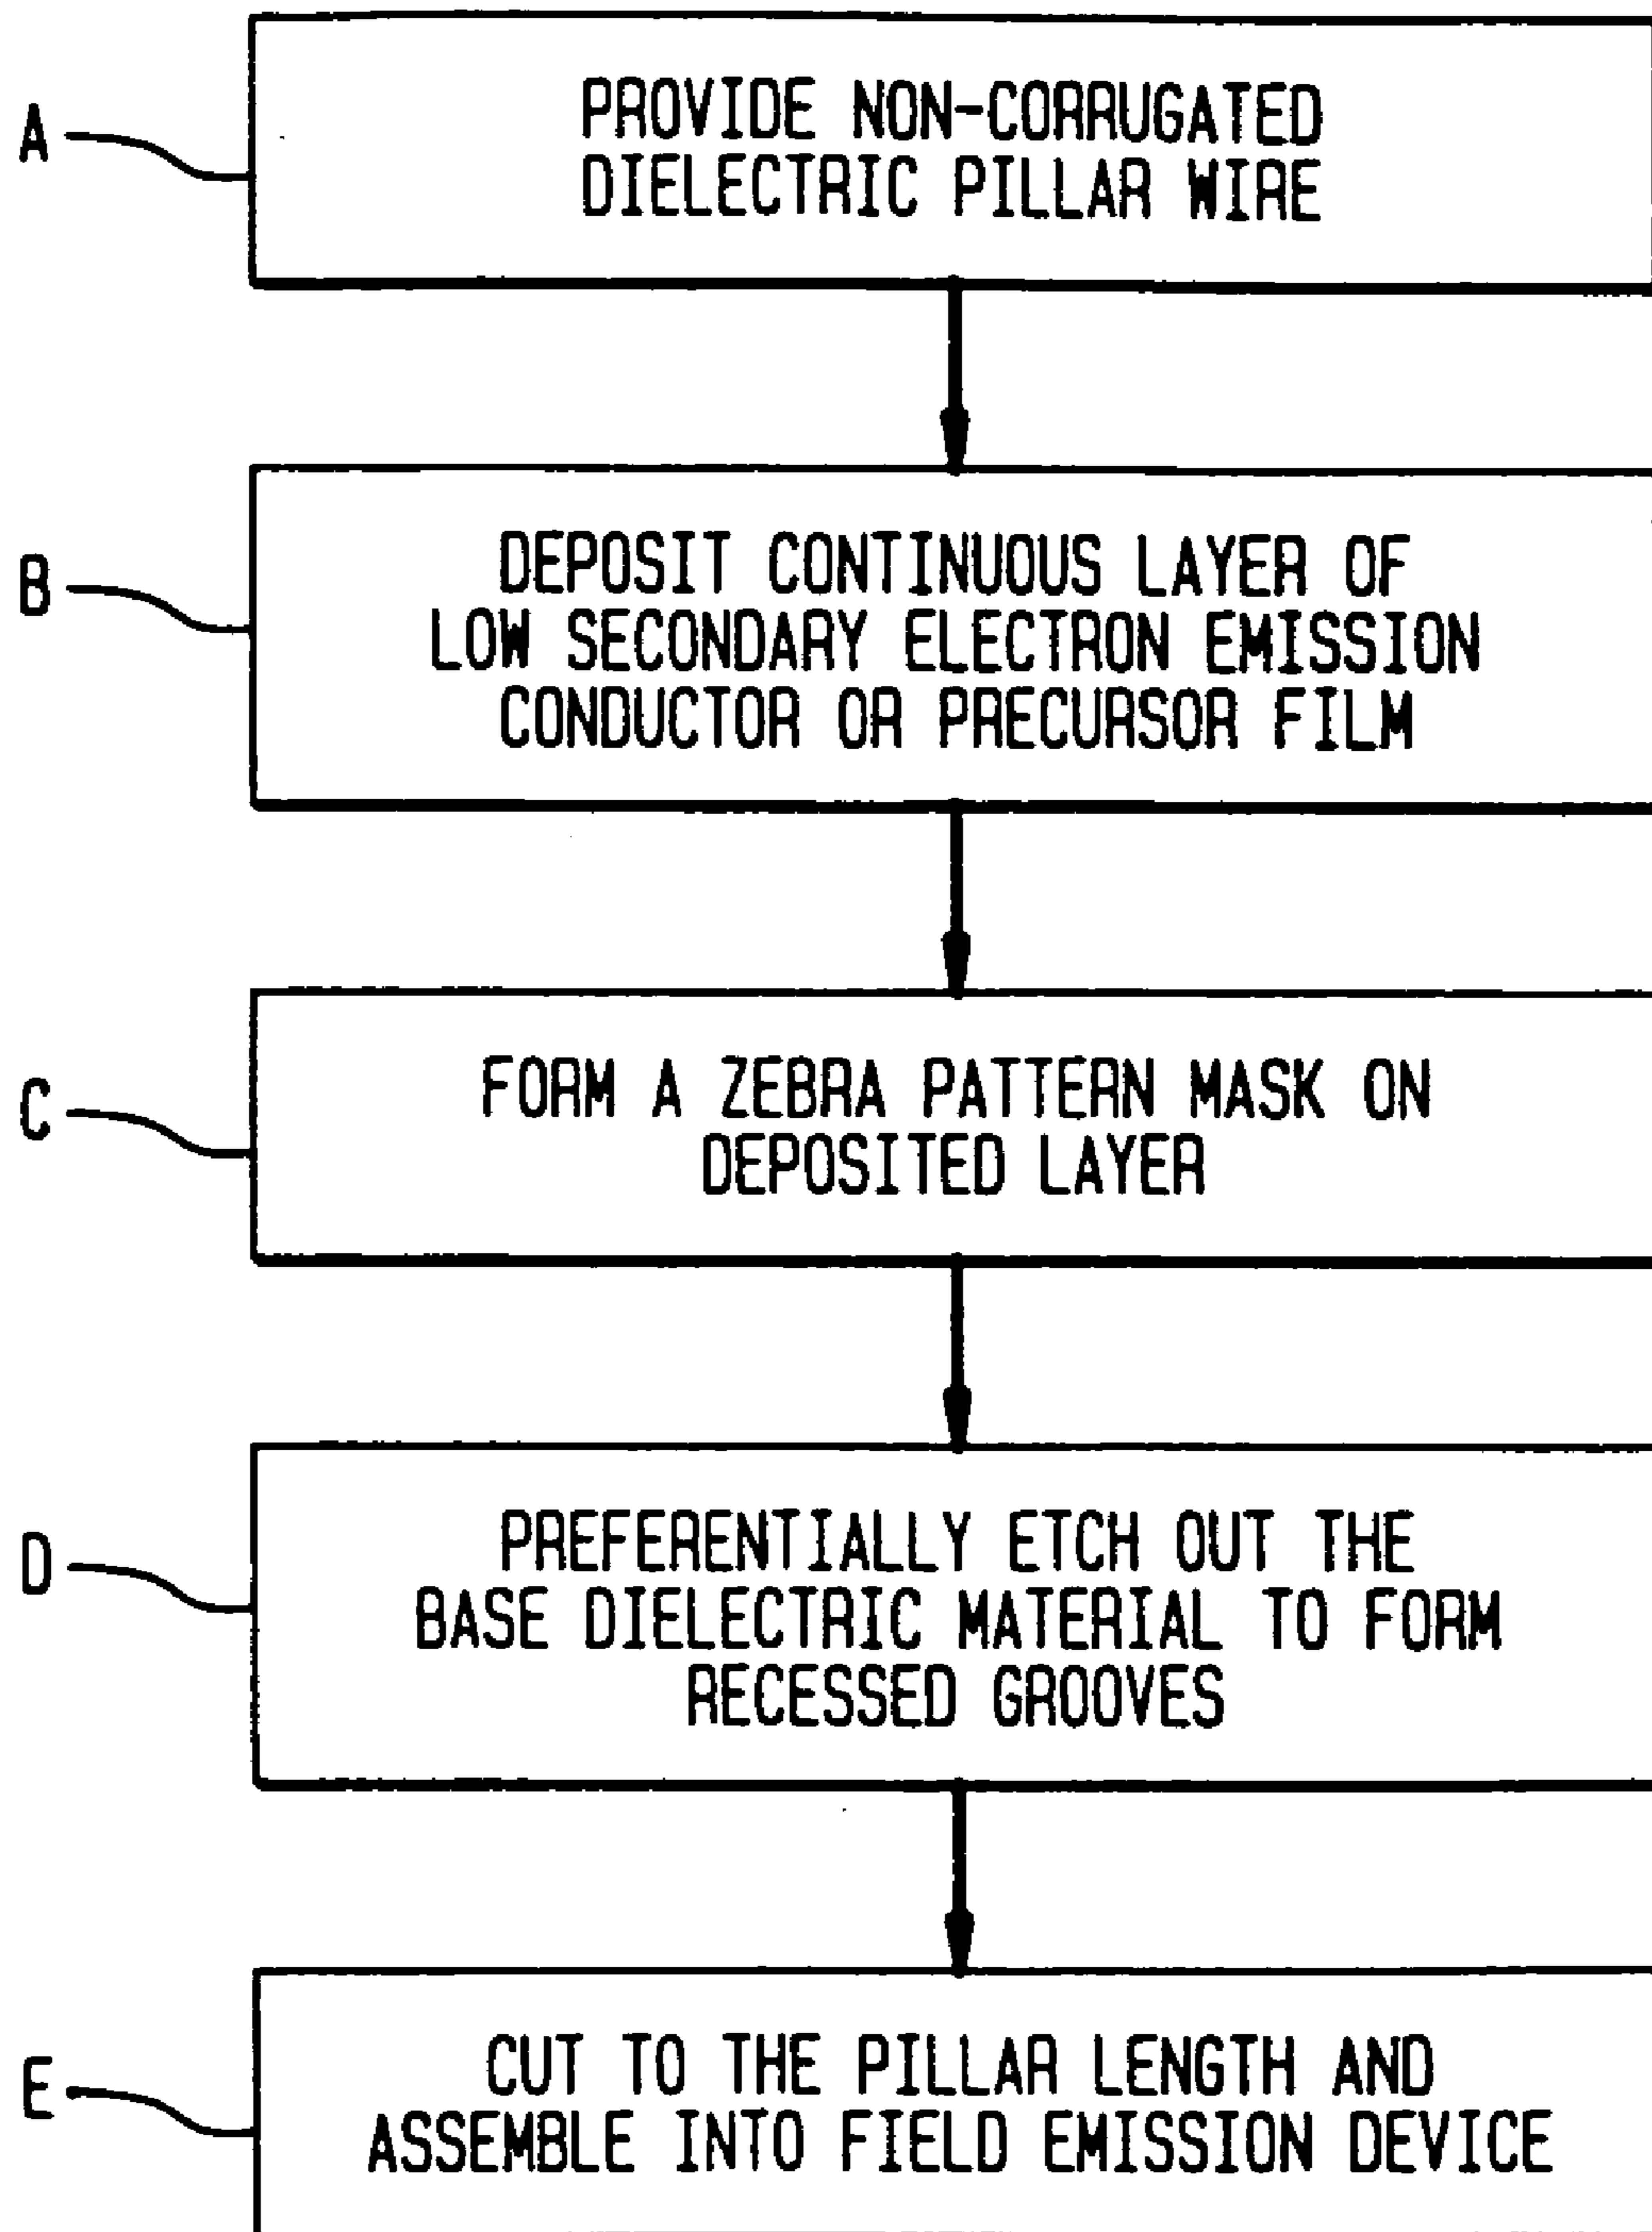 A
PROVIDE NON-CORRUGATED
DIELECTRIC PILLAR WIRE
B
DEPOSIT CONTINUOUS LAYER OF
LOW SECONDARY ELECTRON EMISSION
CONDUCTOR OR PRECURSOR FILM
C
FORM A ZEBRA PATTERN MASK ON
DEPOSITED LAYER
D
PREFERENTIALLY ETCH OUT THE
BASE DIELECTRIC MATERIAL TO FORM
RECESSED GROOVES
E
CUT TO THE PILLAR LENGTH AND
ASSEMBLE INTO FIELD EMISSION DEVICE